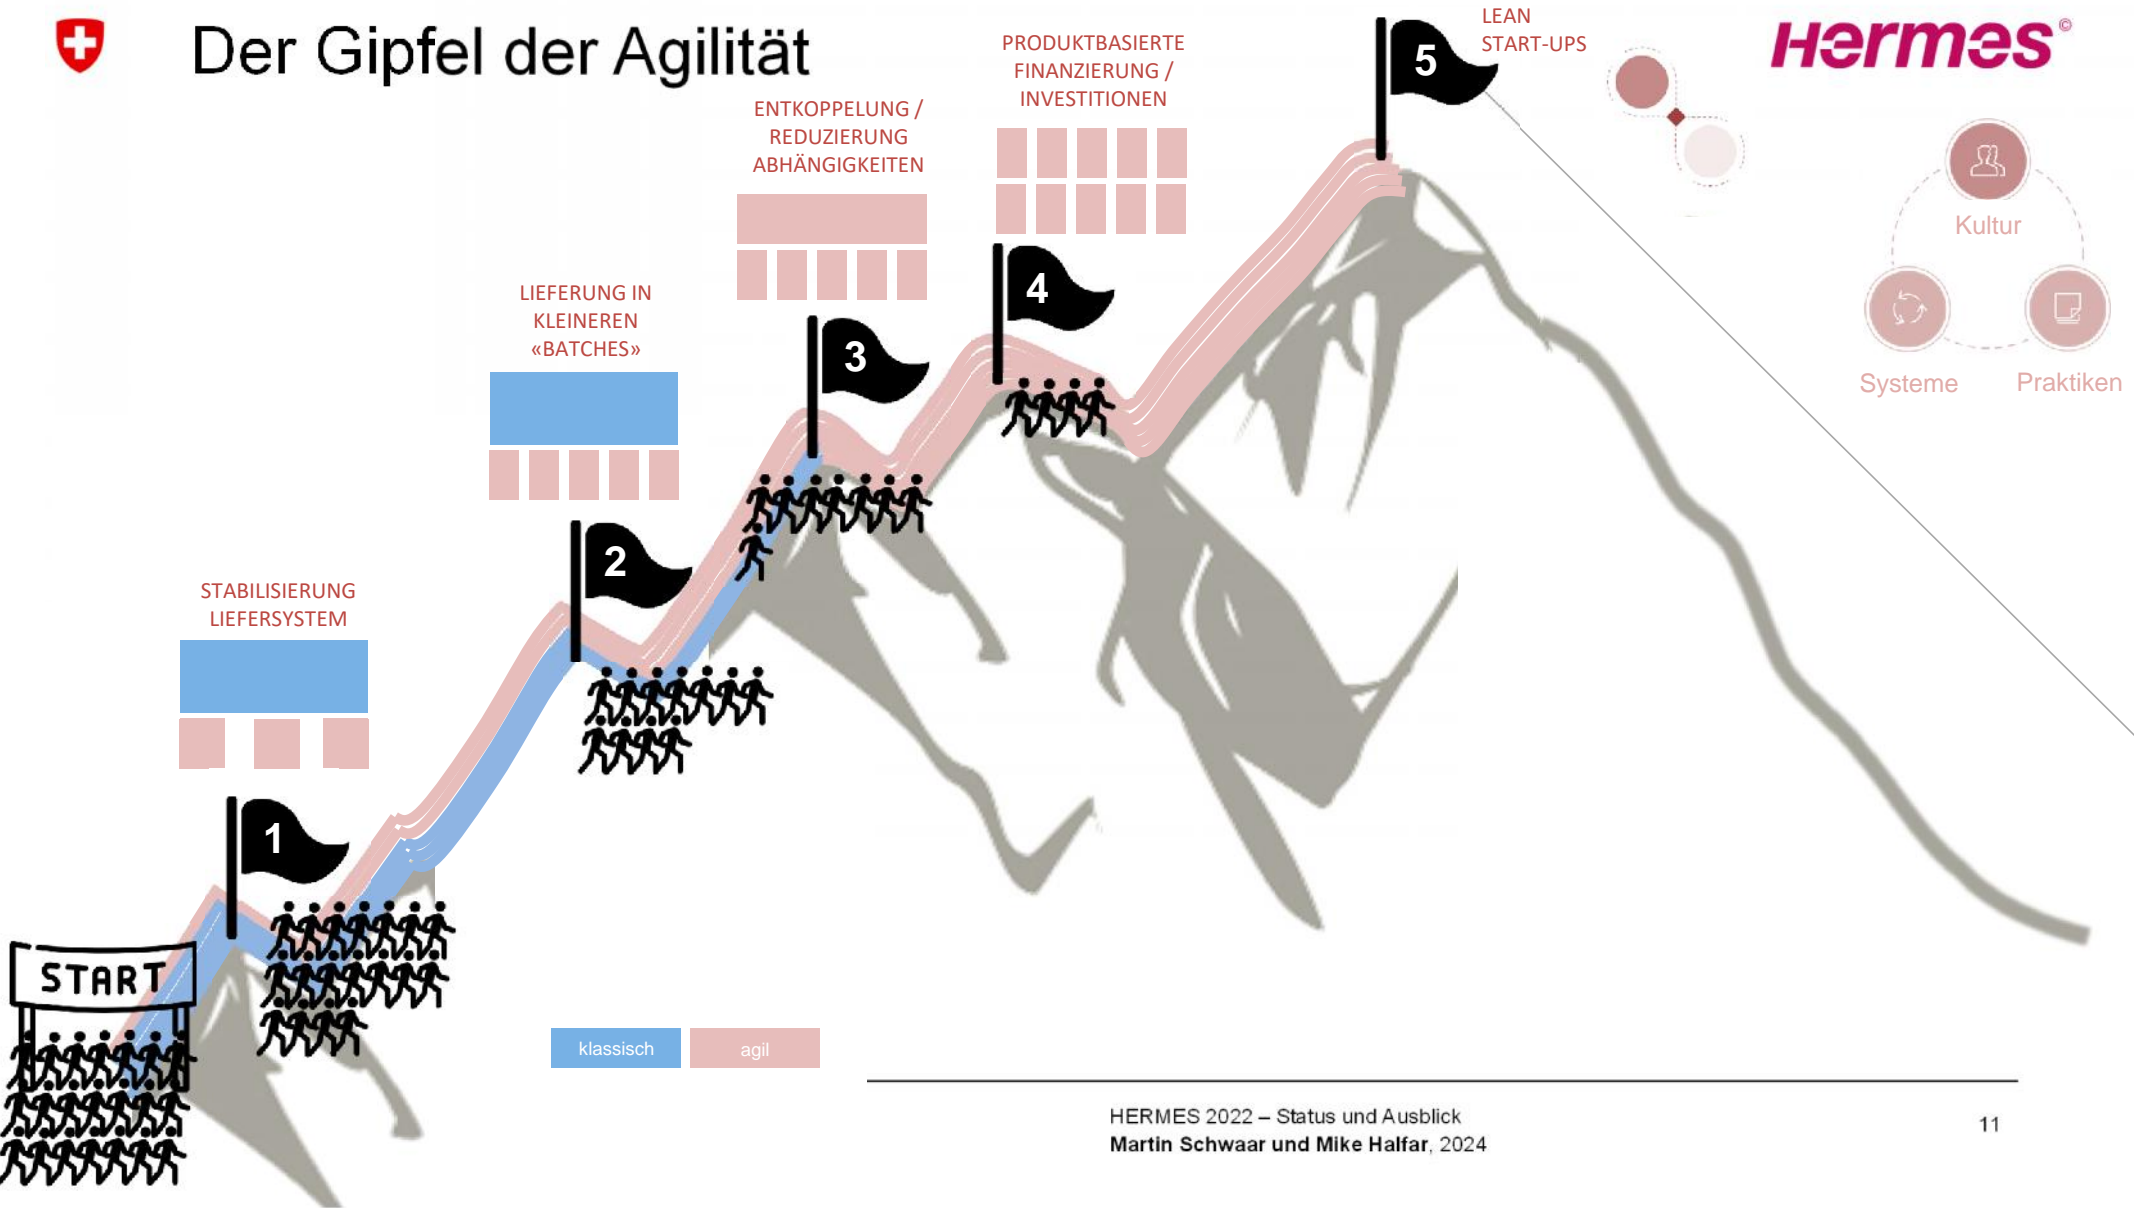 Der Gipfel der Agilität
Hermes©
LEAN
START-UPS
5
PRODUKTBASIERTE
FINANZIERUNG /
INVESTITIONEN
ENTKOPPELUNG /
REDUZIERUNG
ABHÄNGIGKEITEN
Kultur
Systeme
Praktiken
4
LIEFERUNG IN
KLEINEREN
«BATCHES»
3
2
STABILISIERUNG
LIEFERSYSTEM
1
START
klassisch
agil
HERMES 2022 – Status und Ausblick
Martin Schwaar und Mike Halfar, 2024
11